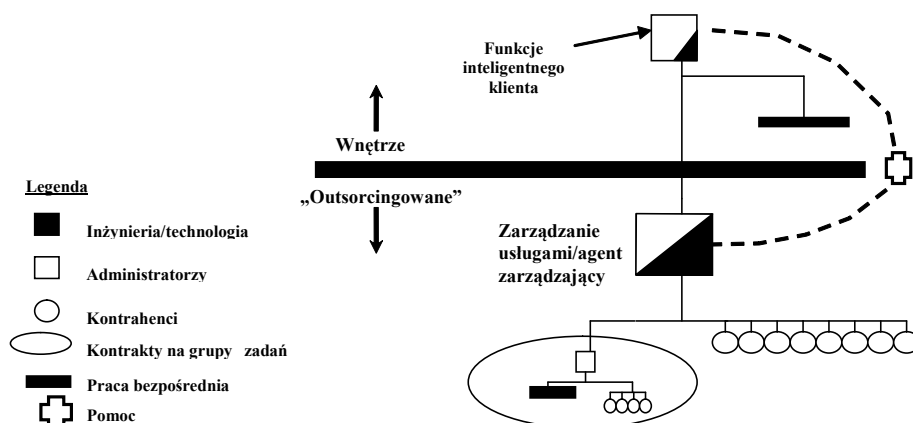 Funkcje
inteligentnego
klienta
Wnętrze
„Outsorcingowane”
Zarządzanie
usługami/agent
zarządzający
Legenda
Inżynieria/technologia
Administratorzy
Kontrahenci
Kontrakty na grupy zadań
Praca bezpośrednia
Pomoc